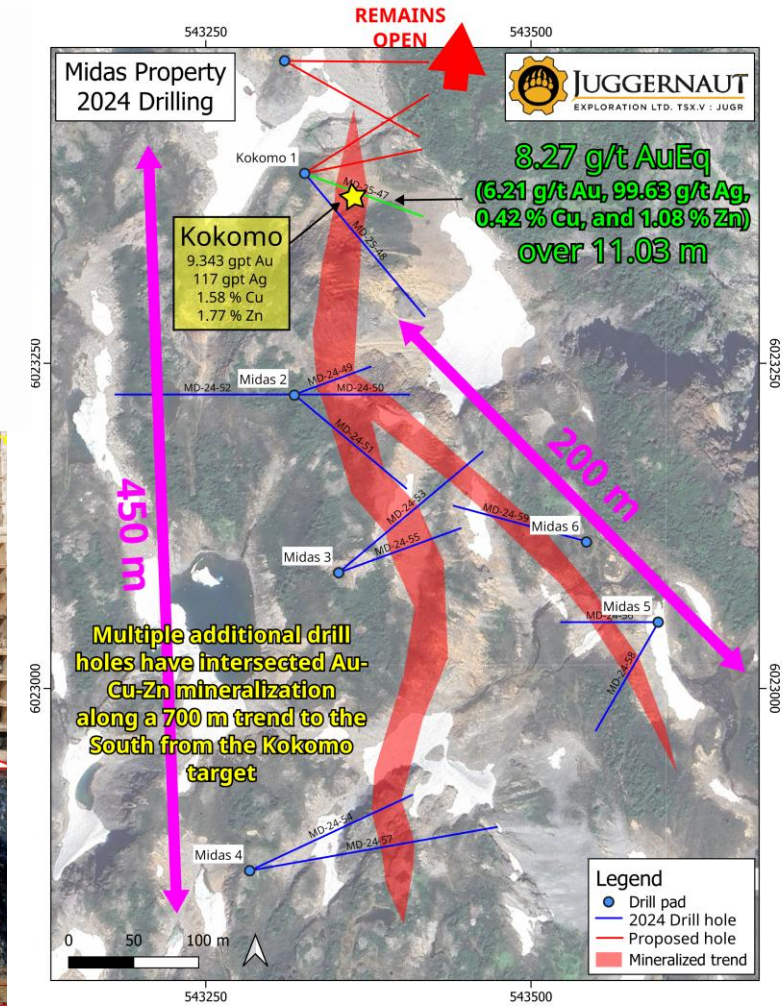 REMAINS
OPEN
543250
543500
Midas Property
2024 Drilling
JUGGERNAUT
EXPLORATION LTD. TSX.V : JUGR
Kokomo 1
MD-25-47
8.27 g/t AuEq
(6.21 g/t Au, 99.63 g/t Ag,
0.42 % Cu, and 1.08 % Zn)
over 11.03 m
Kokomo
9.343 gpt Au
117 gpt Ag
1.58 % Cu
1.77 % Zn
MD-25-48
6023250
6023250
Midas 2
MD-24-49
MD-24-52
MD-24-50
MD-24-51
200 m
450 m
MD-24-53
MD-24-59
Midas 6
Midas 3
MD-24-55
Midas 5
MD-24-56
MD-24-58
Multiple additional drill
holes have intersected Au-
Cu-Zn mineralization
along a 700 m trend to the
South from the Kokomo
target
6023000
6023000
MD-24-54
MD-24-57
Midas 4
Legend
Drill pad
2024 Drill hole
Proposed hole
Mineralized trend
0 50 100 m
543250
543500